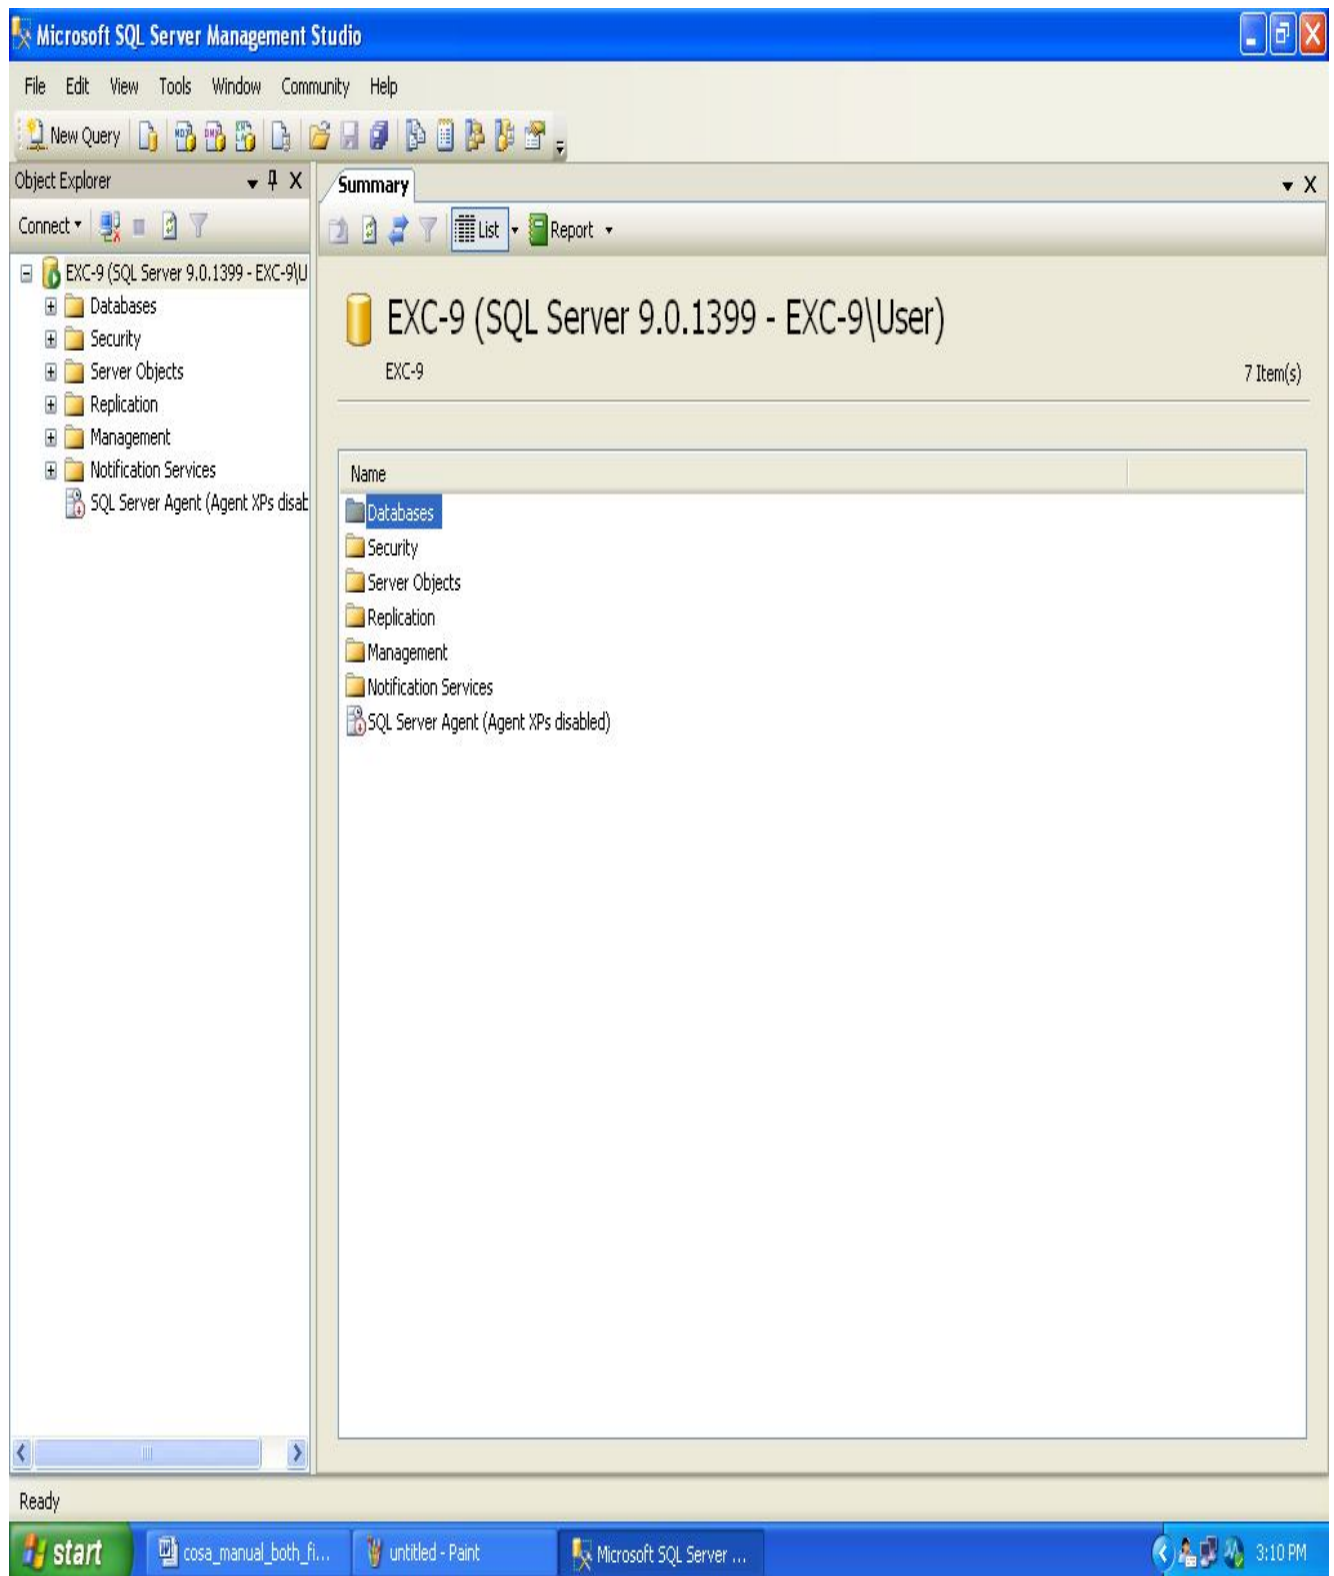 Microsoft SQL Server Management Studio
File Edit View Tools Window Community Help
New Query
Object Explorer
Connect
EXC-9 (SQL Server 9.0.1399 - EXC-9\U
Databases
Security
Server Objects
Replication
Management
Notification Services
SQL Server Agent (Agent XPs disab
Summary
List Report
EXC-9 (SQL Server 9.0.1399 - EXC-9\User)
EXC-9 7 Item(s)
Name
Databases
Security
Server Objects
Replication
Management
Notification Services
SQL Server Agent (Agent XPs disabled)
Ready
start cosa_manual_both_fi... untitled - Paint Microsoft SQL Server ... 3:10 PM